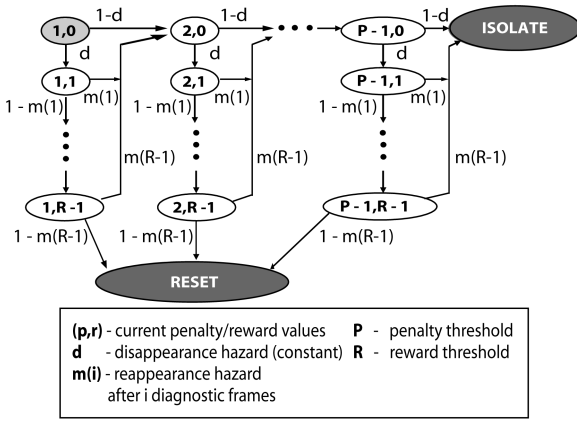 1-d 1-d 1-d
1,0 2,0 P - 1,0 ISOLATE
d d d
1,1 2,1 P - 1,1
1 - m(1) m(1) 1 - m(1) m(1) 1 - m(1) m(1)
m(R-1) m(R-1) m(R-1)
1,R -1 2,R -1 P - 1,R - 1
1 - m(R-1) 1 - m(R-1) 1 - m(R-1)
RESET
(p,r) - current penalty/reward values P - penalty threshold
d - disappearance hazard (constant) R - reward threshold
m(i) - reappearance hazard
after i diagnostic frames